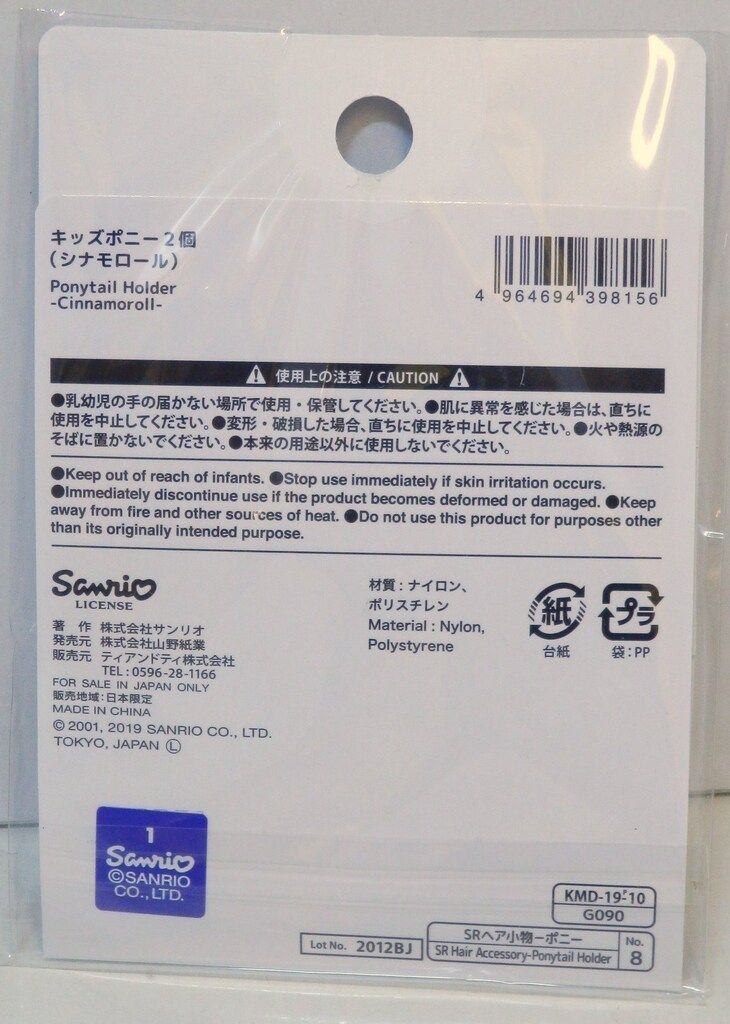 キッズポニー2個
(シナモロール)
Ponytail Holder
-Cinnamoroll-
4 964694 398156
使用上の注意 / CAUTION
●乳幼児の手の届かない場所で使用・保管してください。●肌に異常を感じた場合は、直ちに
使用を中止してください。●変形・破損した場合、直ちに使用を中止してください。●火や熱源の
そばに置かないでください。●本来の用途以外に使用しないでください。
●Keep out of reach of infants. ●Stop use immediately if skin irritation occurs.
●Immediately discontinue use if the product becomes deformed or damaged. ●Keep
away from fire and other sources of heat. ●Do not use this product for purposes other
than its originally intended purpose.
Sanrio
LICENSE
著 作 株式会社サンリオ
発売元 株式会社山野紙業
販売元 ティアンドティ株式会社
TEL : 0596-28-1166
FOR SALE IN JAPAN ONLY
販売地域:日本限定
MADE IN CHINA
© 2001, 2019 SANRIO CO., LTD.
TOKYO, JAPAN Ⓛ
材質:ナイロン、
ポリスチレン
Material : Nylon,
Polystyrene
紙
台紙
プラ
袋:PP
1
Sanrio
©SANRIO
CO., LTD.
KMD-19-P-10
G090
Lot No. 2012BJ
SRヘア小物-ポニー
SR Hair Accessory-Ponytail Holder
No.
8